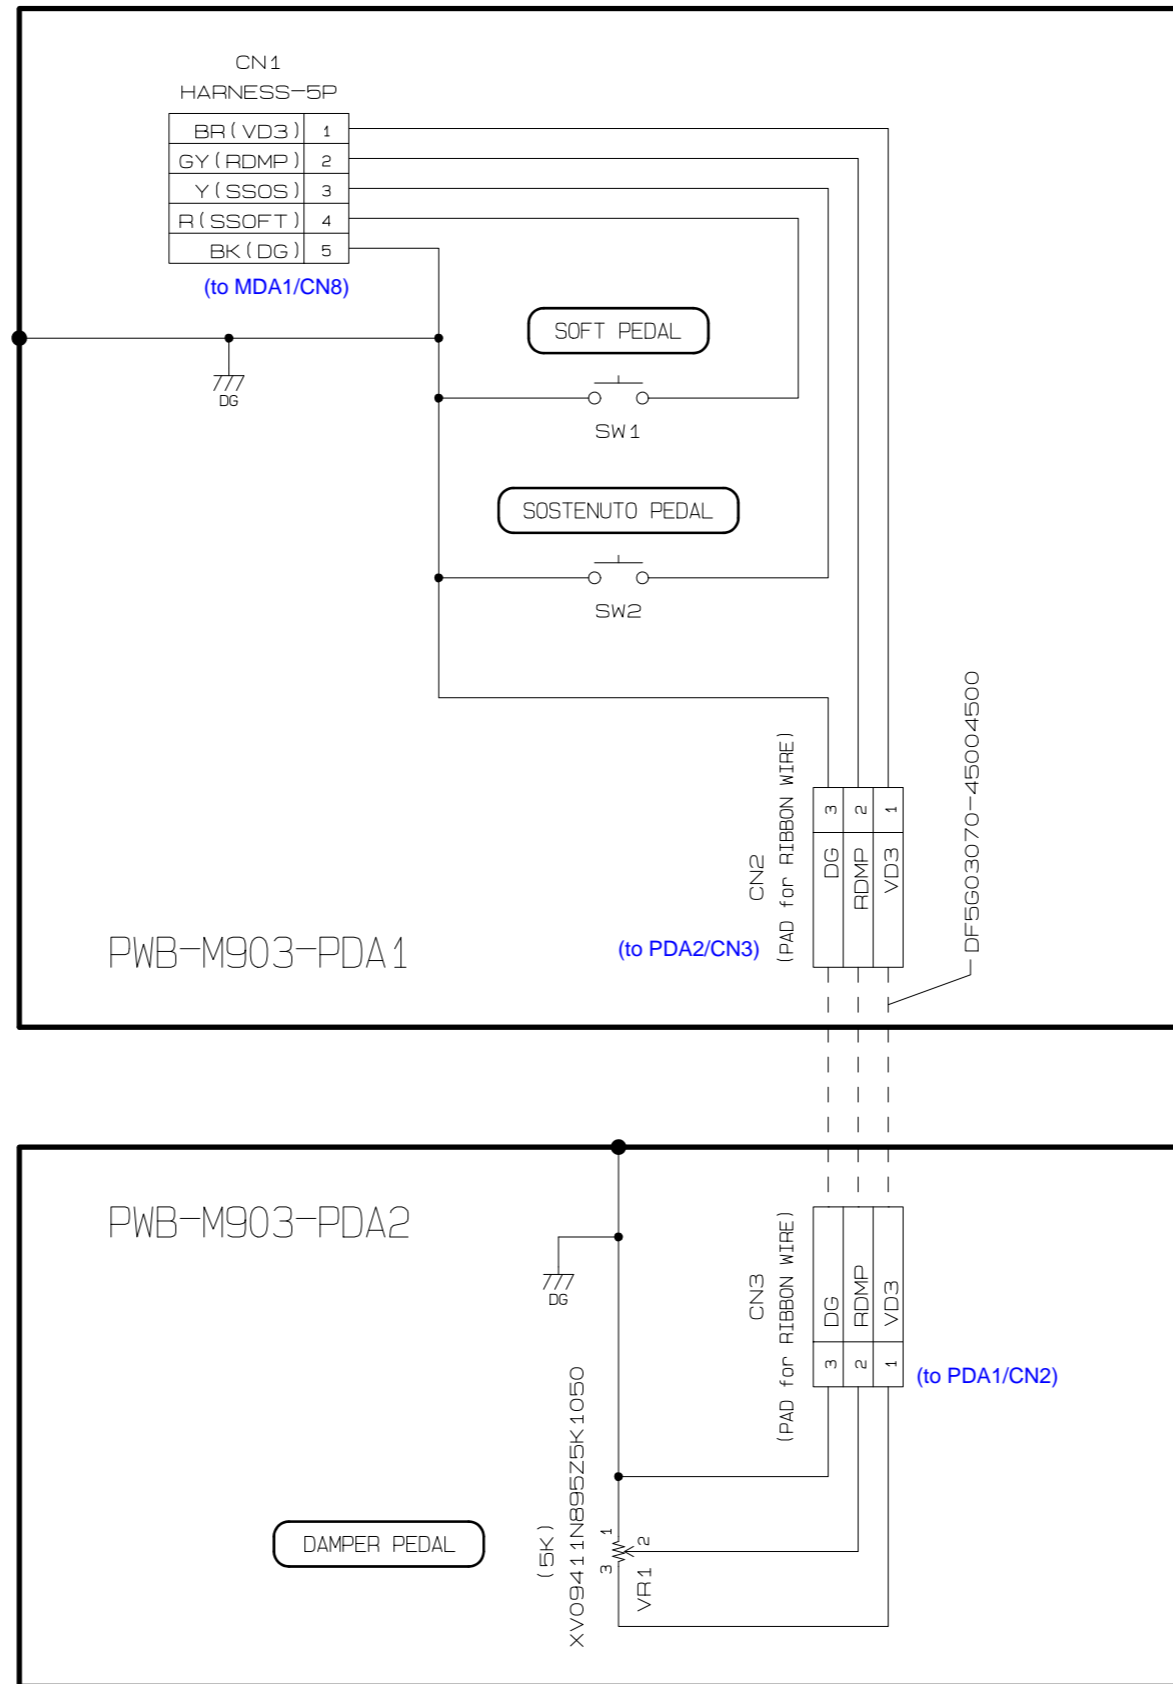 CN1
HARNESS-5P
BR(VD3) 1
GY(RDMP) 2
Y(SSOS) 3
R(SSOFT) 4
BK(DG) 5
(to MDA1/CN8)
DG
SOFT PEDAL
SW1
SOSTENUTO PEDAL
SW2
DF5G03070-45004500
CN2
(PAD for RIBBON WIRE)
3 2 1
DG RDMP VD3
(to PDA2/CN3)
PWB-M903-PDA1
PWB-M903-PDA2
DG
CN3
(PAD for RIBBON WIRE)
DG RDMP VD3
3 2 1
(to PDA1/CN2)
DAMPER PEDAL
(5K)
XV09411N895Z5K1050
1
2
3
VR1